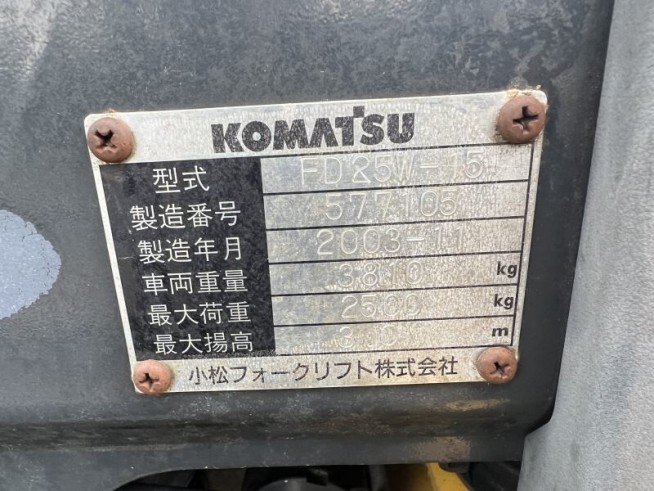 KOMATSU
型式 FD25W-15
製造番号 577105
製造年月 2003-11
車両重量 3810 kg
最大荷重 2500 kg
最大揚高 m
小松フォークリフト株式会社